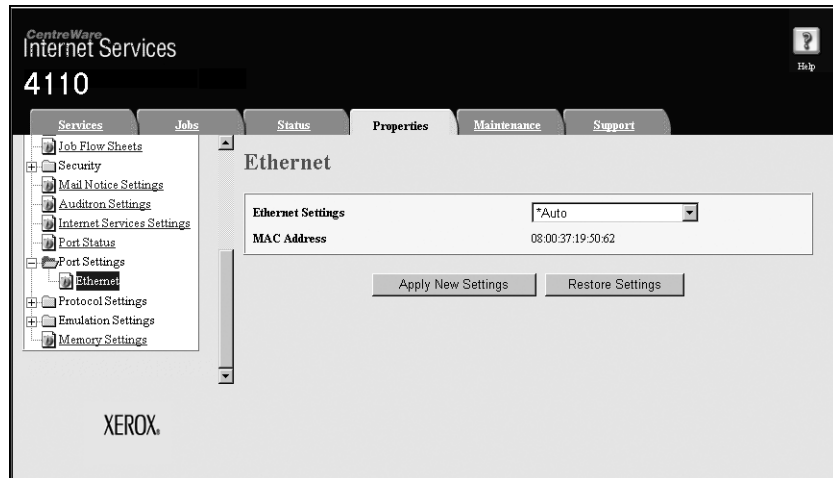 CentreWare
Internet Services
4110
Help
Services
Jobs
Status
Properties
Maintenance
Support
Job Flow Sheets
Security
Mail Notice Settings
Auditron Settings
Internet Services Settings
Port Status
Port Settings
Ethernet
Protocol Settings
Emulation Settings
Memory Settings
XEROX
Ethernet
Ethernet Settings
*Auto
MAC Address
08:00:37:19:50:62
Apply New Settings
Restore Settings